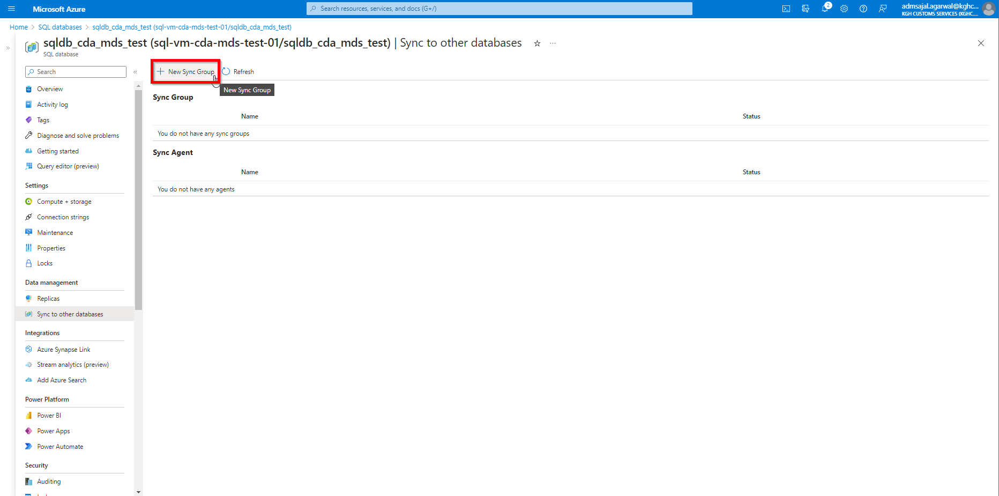 Microsoft Azure
Search resources, services, and docs (G+/)
2
admsajal.agarwal@kghc...
KGH CUSTOMS SERVICES (KGHC....
Home > SQL databases > sqldb_cda_mds_test (sql-vm-cda-mds-test-01/sqldb_cda_mds_test)
sqldb_cda_mds_test (sql-vm-cda-mds-test-01/sqldb_cda_mds_test) | Sync to other databases
SQL database
Search
Overview
Activity log
Tags
Diagnose and solve problems
Getting started
Query editor (preview)
Settings
Compute + storage
Connection strings
Maintenance
Properties
Locks
Data management
Replicas
Sync to other databases
Integrations
Azure Synapse Link
Stream analytics (preview)
Add Azure Search
Power Platform
Power BI
Power Apps
Power Automate
Security
Auditing
New Sync Group
Refresh
New Sync Group
Sync Group
Name Status
You do not have any sync groups
Sync Agent
Name Status
You do not have any agents